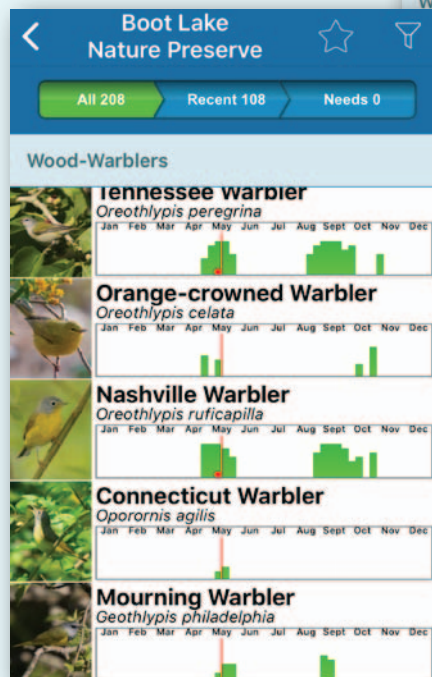 Boot Lake
Nature Preserve
All 208 Recent 108 Needs 0
Wood-Warblers
Tennessee Warbler
Oreothlypis peregrina
Jan Feb Mar Apr May Jun Jul Aug Sept Oct Nov Dec
Orange-crowned Warbler
Oreothlypis celata
Jan Feb Mar Apr May Jun Jul Aug Sept Oct Nov Dec
Nashville Warbler
Oreothlypis ruficapilla
Jan Feb Mar Apr May Jun Jul Aug Sept Oct Nov Dec
Connecticut Warbler
Oporornis agilis
Jan Feb Mar Apr May Jun Jul Aug Sept Oct Nov Dec
Mourning Warbler
Geothlypis philadelphia
Jan Feb Mar Apr May Jun Jul Aug Sept Oct Nov Dec